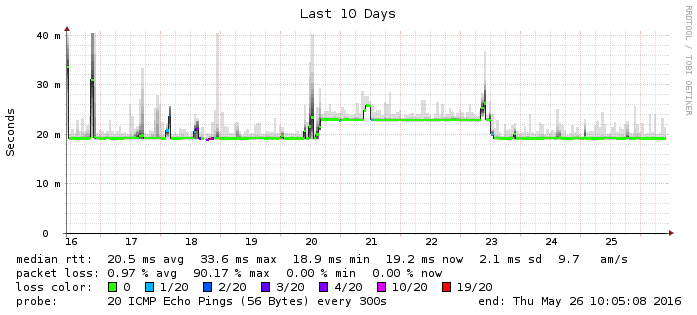 Last 10 Days
RRDTOOL / TOBI OETIKER
Seconds
40 m
30 m
20 m
10 m
0
16 17 18 19 20 21 22 23 24 25
median rtt: 20.5 ms avg 33.6 ms max 18.9 ms min 19.2 ms now 2.1 ms sd 9.7 am/s
packet loss: 0.97 % avg 90.17 % max 0.00 % min 0.00 % now
loss color: 0 1/20 2/20 3/20 4/20 10/20 19/20
probe: 20 ICMP Echo Pings (56 Bytes) every 300s end: Thu May 26 10:05:08 2016